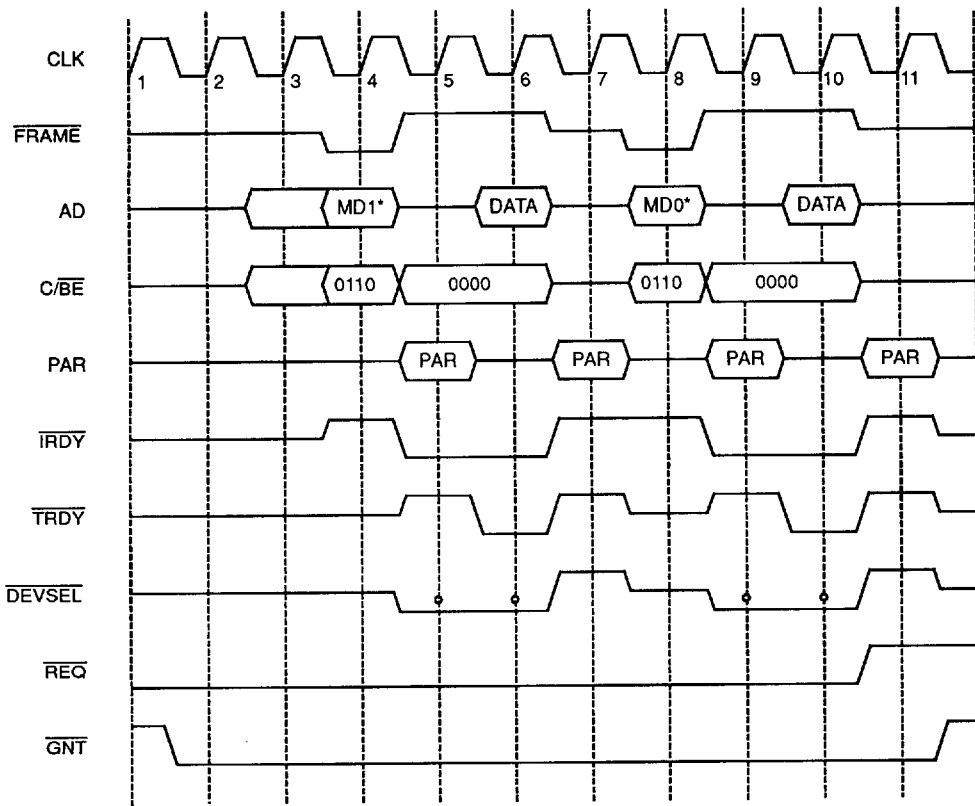 CLK
1 2 3 4 5 6 7 8 9 10 11
FRAME
AD MD1* DATA MD0* DATA
C/BE 0110 0000 0110 0000
PAR PAR PAR PAR PAR
IRDY
TRDY
DEVSEL
REQ
GNT